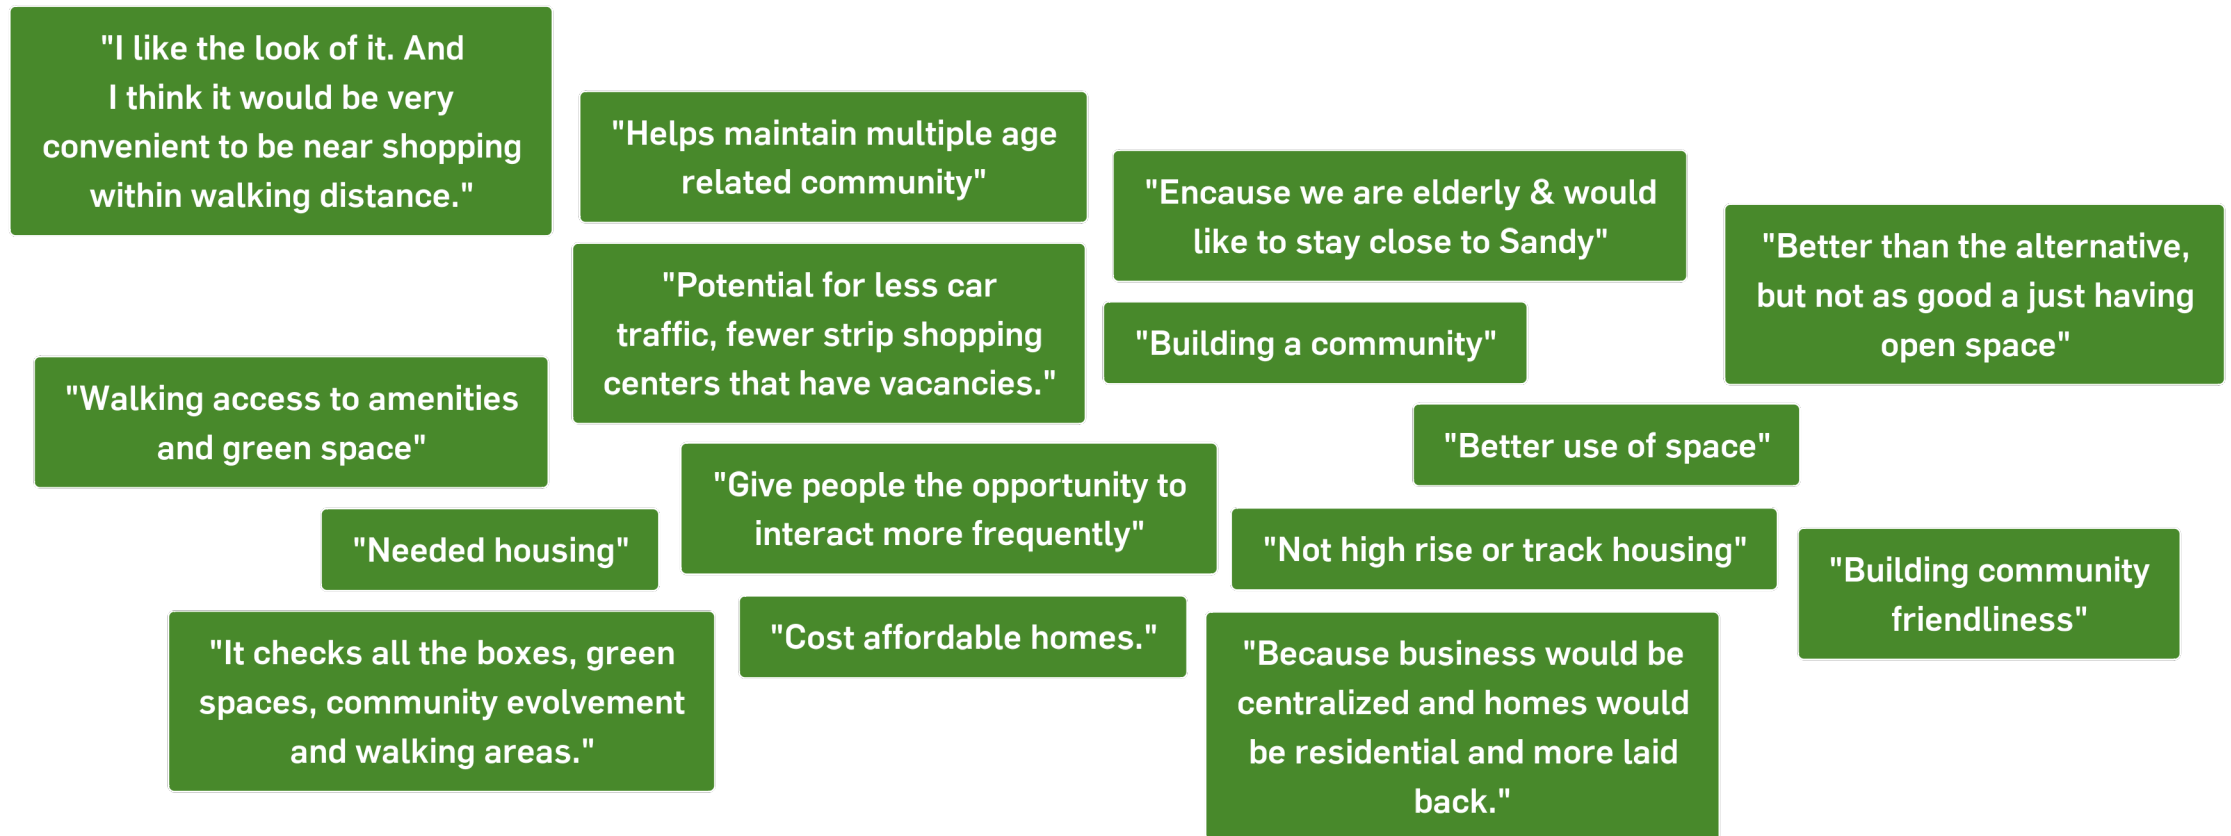 "I like the look of it. And
I think it would be very
convenient to be near shopping
within walking distance."
"Helps maintain multiple age
related community"
"Encause we are elderly & would
like to stay close to Sandy"
"Better than the alternative,
but not as good a just having
open space"
"Potential for less car
traffic, fewer strip shopping
centers that have vacancies."
"Building a community"
"Walking access to amenities
and green space"
"Better use of space"
"Give people the opportunity to
interact more frequently"
"Needed housing"
"Not high rise or track housing"
"Building community
friendliness"
"It checks all the boxes, green
spaces, community evolvement
and walking areas."
"Cost affordable homes."
"Because business would be
centralized and homes would
be residential and more laid
back."